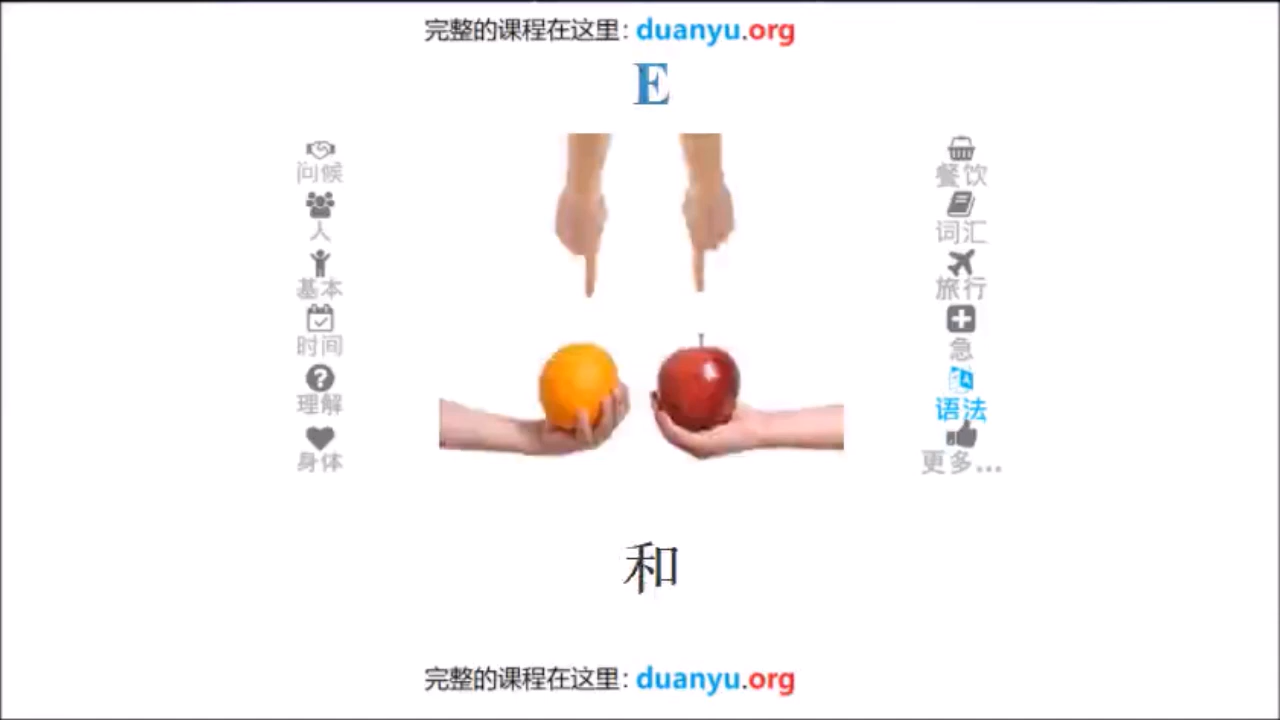 完整的课程在这里：duanyu.org
E
问候
人
基本
时间
理解
身体
餐饮
词汇
旅行
急
语法
更多...
和
完整的课程在这里：duanyu.org